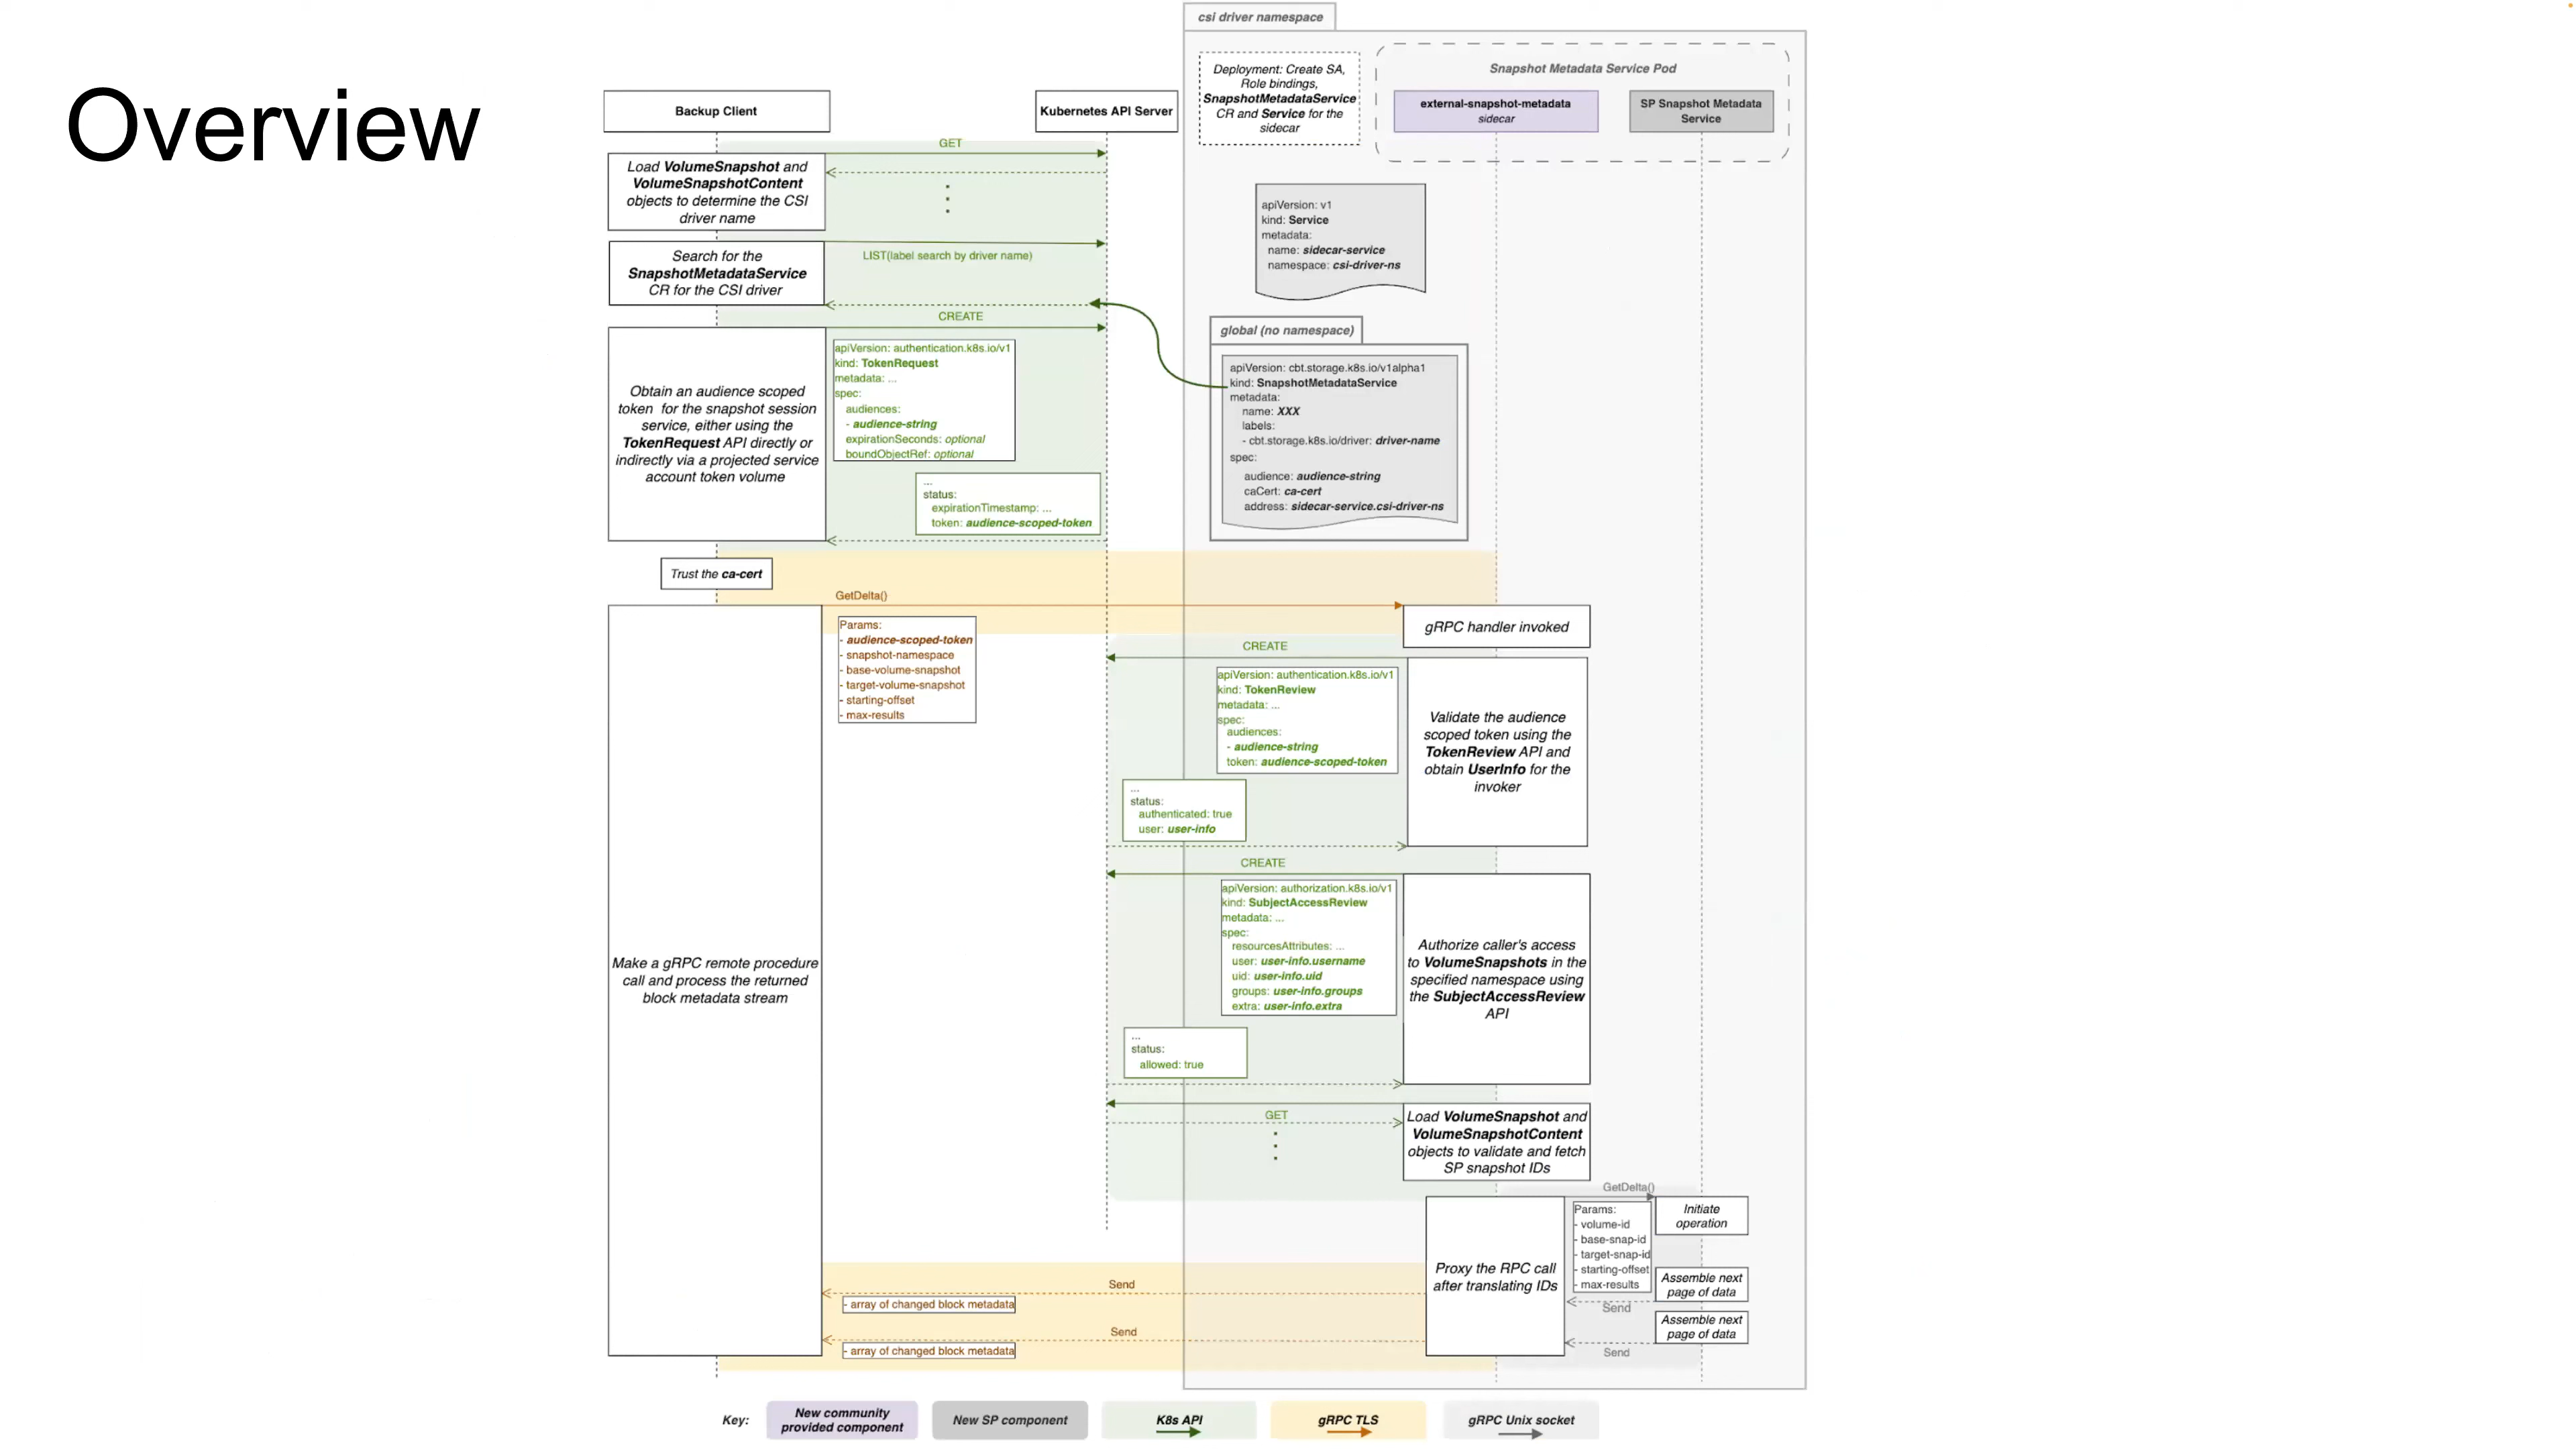 Overview
csi driver namespace
Deployment: Create SA,
Role bindings,
SnapshotMetadataService
CR and Service for the
sidecar
Snapshot Metadata Service Pod
external-snapshot-metadata
sidecar
SP Snapshot Metadata
Service
Backup Client
Kubernetes API Server
GET
Load VolumeSnapshot and
VolumeSnapshotContent
objects to determine the CSI
driver name
apiVersion: v1
kind: Service
metadata:
name: sidecar-service
namespace: csi-driver-ns
Search for the
SnapshotMetadataService
CR for the CSI driver
LIST(label search by driver name)
CREATE
global (no namespace)
apiVersion: cbt.storage.k8s.io/v1alpha1
kind: SnapshotMetadataService
metadata:
name: XXX
labels:
- cbt.storage.k8s.io/driver: driver-name
spec:
audience: audience-string
caCert: ca-cert
address: sidecar-service.csi-driver-ns
Obtain an audience scoped
token for the snapshot session
service, either using the
TokenRequest API directly or
indirectly via a projected service
account token volume
apiVersion: authentication.k8s.io/v1
kind: TokenRequest
metadata: ...
spec:
audiences:
- audience-string
expirationSeconds: optional
boundObjectRef: optional
...
status:
expirationTimestamp: ...
token: audience-scoped-token
Trust the ca-cert
GetDelta()
Params:
- audience-scoped-token
- snapshot-namespace
- base-volume-snapshot
- target-volume-snapshot
- starting-offset
- max-results
gRPC handler invoked
CREATE
apiVersion: authentication.k8s.io/v1
kind: TokenReview
metadata: ...
spec:
audiences:
- audience-string
token: audience-scoped-token
Validate the audience
scoped token using the
TokenReview API and
obtain UserInfo for the
invoker
...
status:
authenticated: true
user: user-info
CREATE
apiVersion: authorization.k8s.io/v1
kind: SubjectAccessReview
metadata: ...
spec:
resourcesAttributes: ...
user: user-info.username
uid: user-info.uid
groups: user-info.groups
extra: user-info.extra
Authorize caller's access
to VolumeSnapshots in the
specified namespace using
the SubjectAccessReview
API
...
status:
allowed: true
Make a gRPC remote procedure
call and process the returned
block metadata stream
GET
Load VolumeSnapshot and
VolumeSnapshotContent
objects to validate and fetch
SP snapshot IDs
GetDelta()
Params:
- volume-id
- base-snap-id
- target-snap-id
- starting-offset
- max-results
Initiate
operation
Proxy the RPC call
after translating IDs
Assemble next
page of data
Send
Assemble next
page of data
Send
Send
- array of changed block metadata
Send
- array of changed block metadata
Key:
New community
provided component
New SP component
K8s API
gRPC TLS
gRPC Unix socket